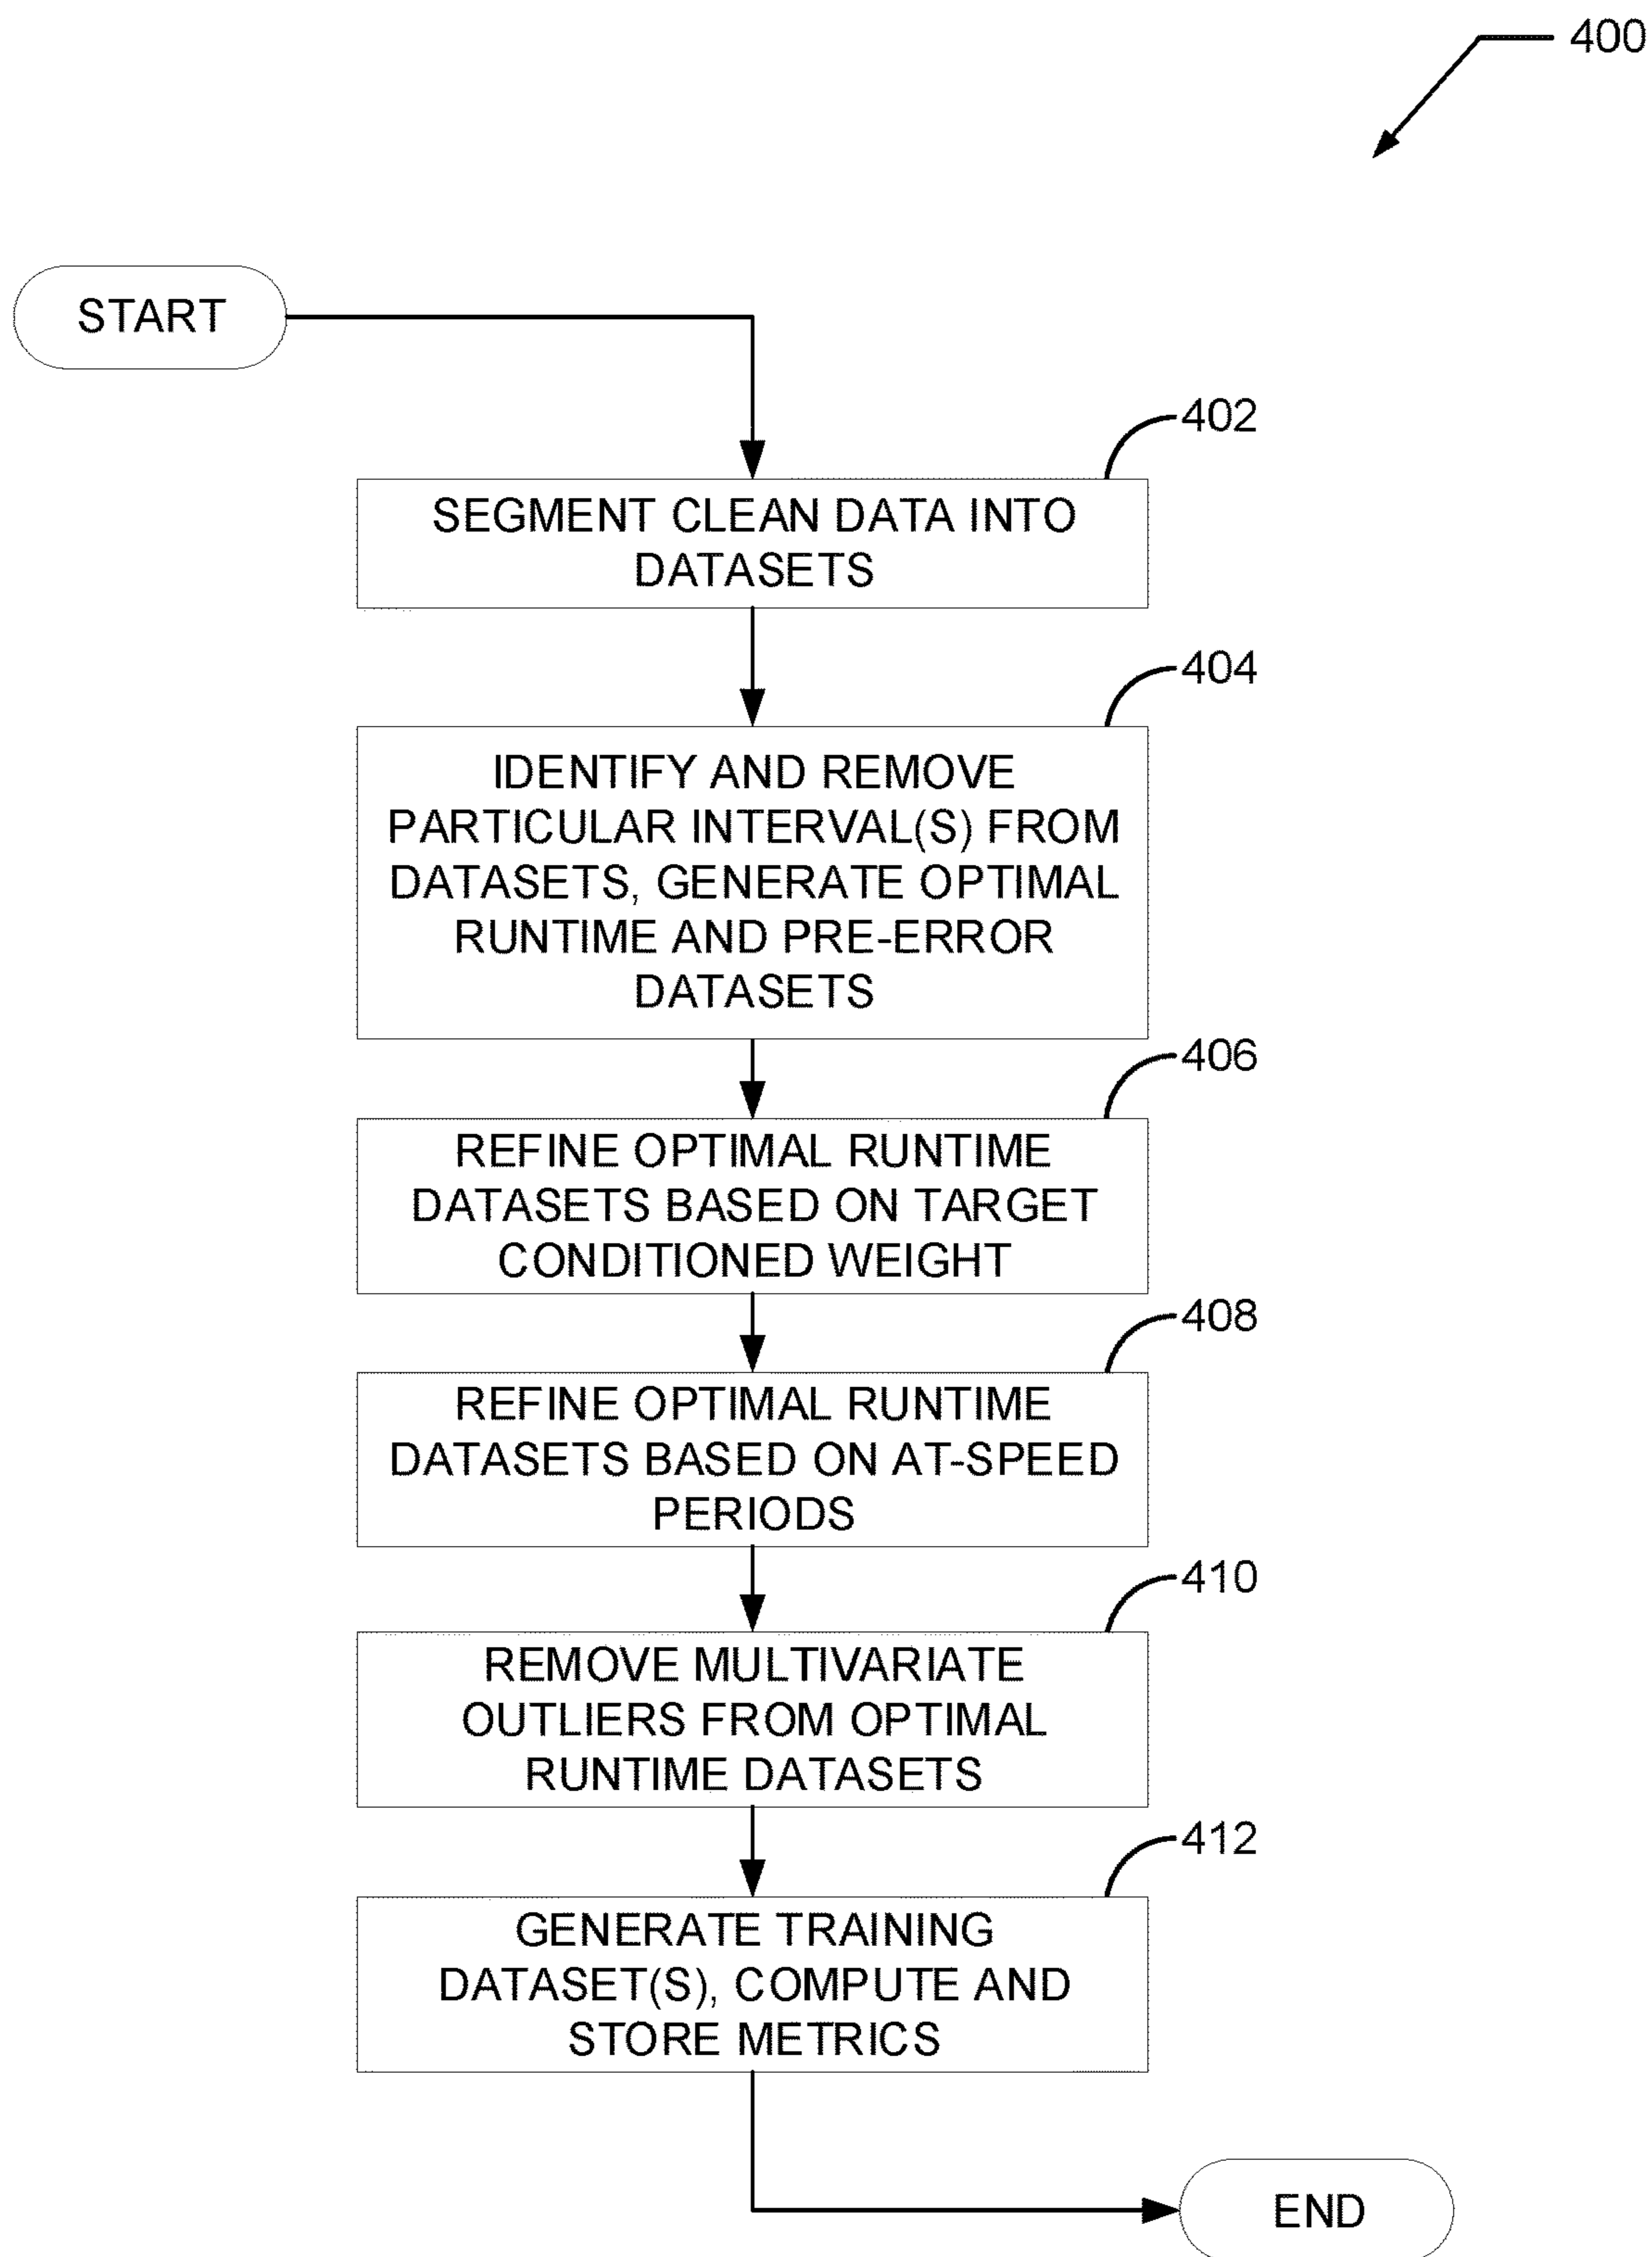 400
START
402
SEGMENT CLEAN DATA INTO
DATASETS
404
IDENTIFY AND REMOVE
PARTICULAR INTERVAL(S) FROM
DATASETS, GENERATE OPTIMAL
RUNTIME AND PRE-ERROR
DATASETS
406
REFINE OPTIMAL RUNTIME
DATASETS BASED ON TARGET
CONDITIONED WEIGHT
408
REFINE OPTIMAL RUNTIME
DATASETS BASED ON AT-SPEED
PERIODS
410
REMOVE MULTIVARIATE
OUTLIERS FROM OPTIMAL
RUNTIME DATASETS
412
GENERATE TRAINING
DATASET(S), COMPUTE AND
STORE METRICS
END